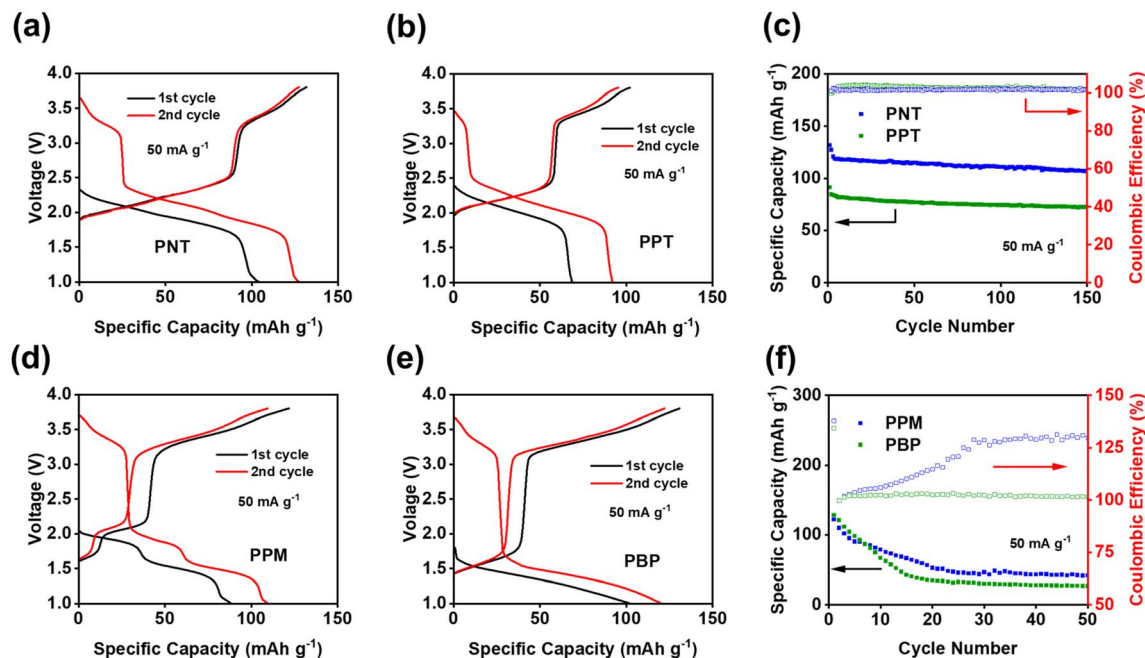 (a)
4.0
3.5
3.0
2.5
2.0
1.5
1.0
Voltage (V)
1st cycle
2nd cycle
50 mA g⁻¹
PNT
0 50 100 150
Specific Capacity (mAh g⁻¹)
(b)
4.0
3.5
3.0
2.5
2.0
1.5
1.0
Voltage (V)
1st cycle
2nd cycle
50 mA g⁻¹
PPT
0 50 100 150
Specific Capacity (mAh g⁻¹)
(c)
200
150
100
50
0
Specific Capacity (mAh g⁻¹)
PNT
PPT
50 mA g⁻¹
100
80
60
40
20
0
Coulombic Efficiency (%)
0 50 100 150
Cycle Number
(d)
4.0
3.5
3.0
2.5
2.0
1.5
1.0
Voltage (V)
1st cycle
2nd cycle
50 mA g⁻¹
PPM
0 50 100 150
Specific Capacity (mAh g⁻¹)
(e)
4.0
3.5
3.0
2.5
2.0
1.5
1.0
Voltage (V)
1st cycle
2nd cycle
50 mA g⁻¹
PBP
0 50 100 150
Specific Capacity (mAh g⁻¹)
(f)
300
200
100
0
Specific Capacity (mAh g⁻¹)
PPM
PBP
50 mA g⁻¹
150
125
100
75
50
Coulombic Efficiency (%)
0 10 20 30 40 50
Cycle Number